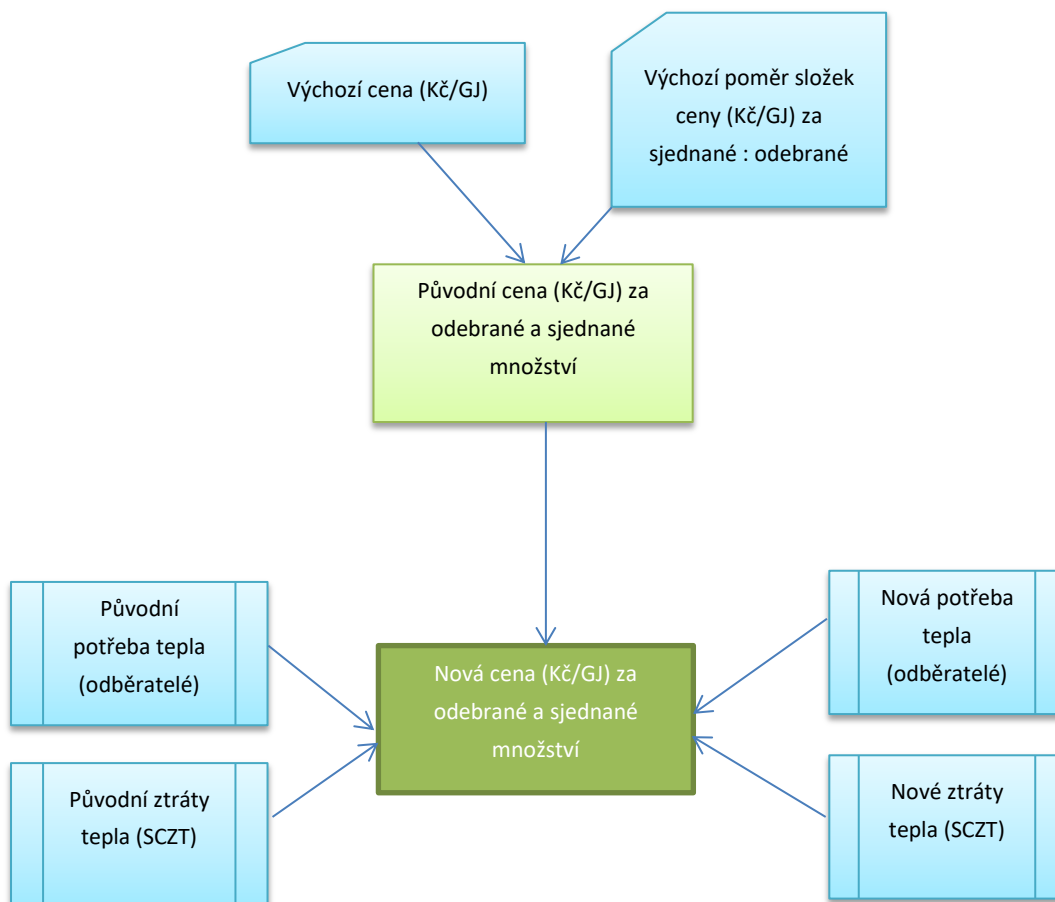 Výchozí cena (Kč/GJ)
Výchozí poměr složek
ceny (Kč/GJ) za
sjednané : odebrané
Původní cena (Kč/GJ) za
odebrané a sjednané
množství
Původní
potřeba tepla
(odběratelé)
Nová potřeba
tepla
(odběratelé)
Nová cena (Kč/GJ) za
odebrané a sjednané
množství
Původní ztráty
tepla (SCZT)
Nové ztráty
tepla (SCZT)